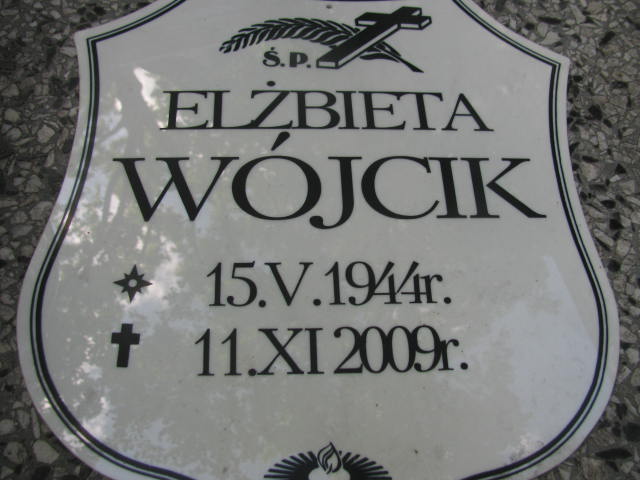 Ś.P.
ELŻBIETA
WÓJCIK
15.V.1944r.
11.XI 2009r.